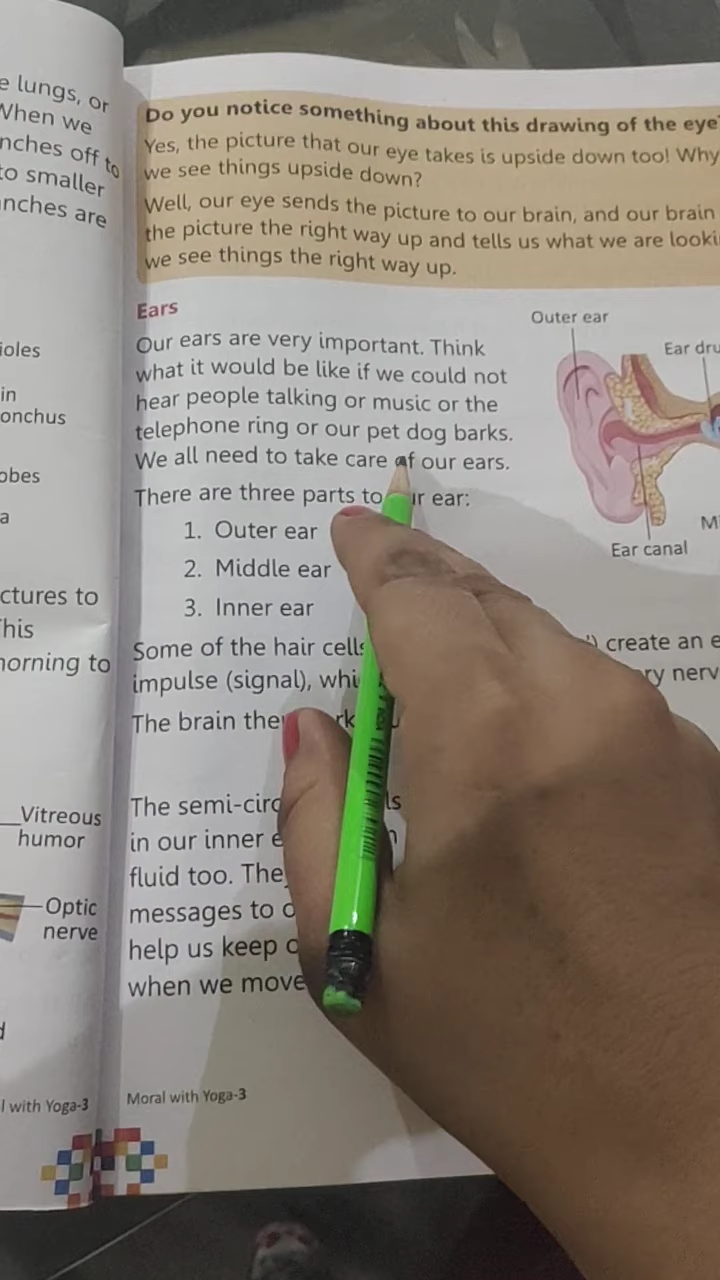 e lungs, or
When we
nches off to
to smaller
anches are
ioles
in
onchus
obes
a
ctures to
This
morning to
Vitreous
humor
Optic
nerve
d
l with Yoga-3
Do you notice something about this drawing of the eye?
Yes, the picture that our eye takes is upside down too! Why
we see things upside down?
Well, our eye sends the picture to our brain, and our brain
the picture the right way up and tells us what we are looki
we see things the right way up.
Ears
Our ears are very important. Think
what it would be like if we could not
hear people talking or music or the
telephone ring or our pet dog barks.
We all need to take care of our ears.
There are three parts to ur ear:
1. Outer ear
2. Middle ear
3. Inner ear
Outer ear
Ear dru
Ear canal
Mi
Some of the hair cells ') create an e
impulse (signal), whi ry nerv
The brain the rk
The semi-circ ls
in our inner e
fluid too. The
messages to o
help us keep
when we move
Moral with Yoga-3